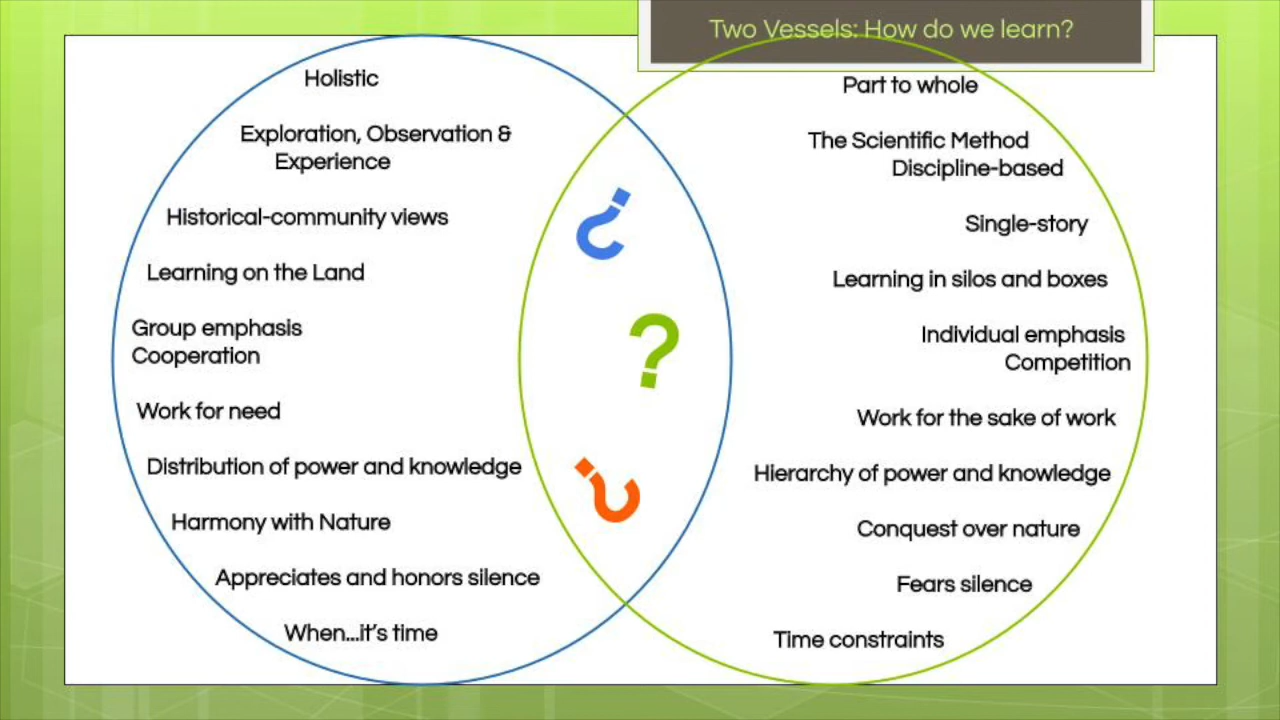 Two Vessels: How do we learn?
Holistic
Exploration, Observation &
Experience
Historical-community views
Learning on the Land
Group emphasis
Cooperation
Work for need
Distribution of power and knowledge
Harmony with Nature
Appreciates and honors silence
When...it's time
?
?
?
Part to whole
The Scientific Method
Discipline-based
Single-story
Learning in silos and boxes
Individual emphasis
Competition
Work for the sake of work
Hierarchy of power and knowledge
Conquest over nature
Fears silence
Time constraints